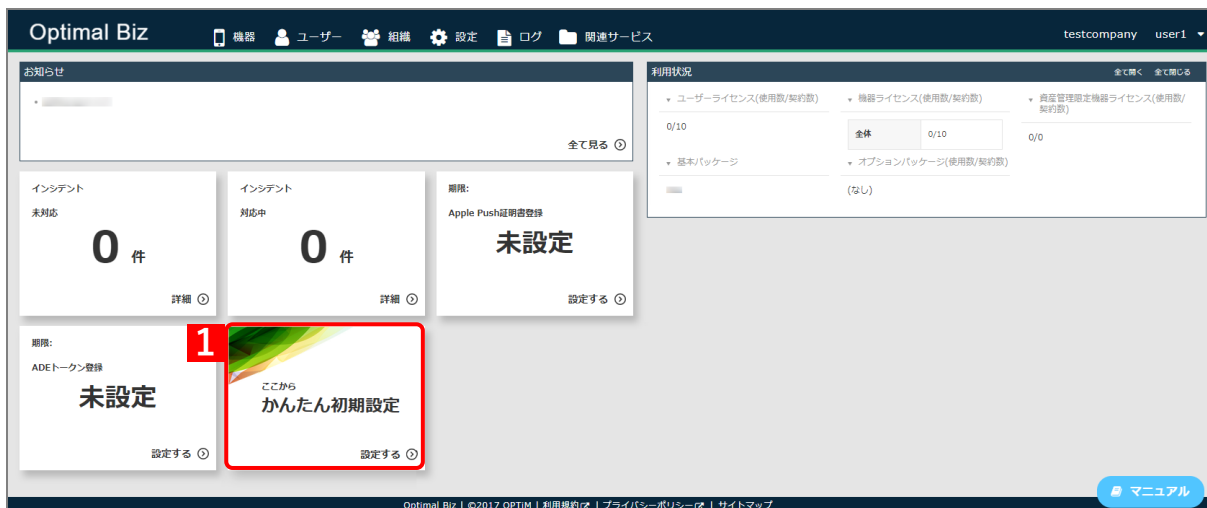 Optimal Biz
機器
ユーザー
組織
設定
ログ
関連サービス
testcompany user1
お知らせ
全て見る
利用状況
全て開く 全て閉じる
ユーザーライセンス(使用数/契約数)
0/10
機器ライセンス(使用数/契約数)
全体 0/10
資産管理限定機器ライセンス(使用数/
契約数)
0/0
基本パッケージ
オプションパッケージ(使用数/契約数)
(なし)
インシデント
未対応
0 件
詳細
インシデント
対応中
0 件
詳細
期限:
Apple Push証明書登録
未設定
設定する
期限:
ADEトークン登録
未設定
設定する
1
ここから
かんたん初期設定
設定する
マニュアル
Optimal Biz | ©2017 OPTiM | 利用規約 | プライバシーポリシー | サイトマップ